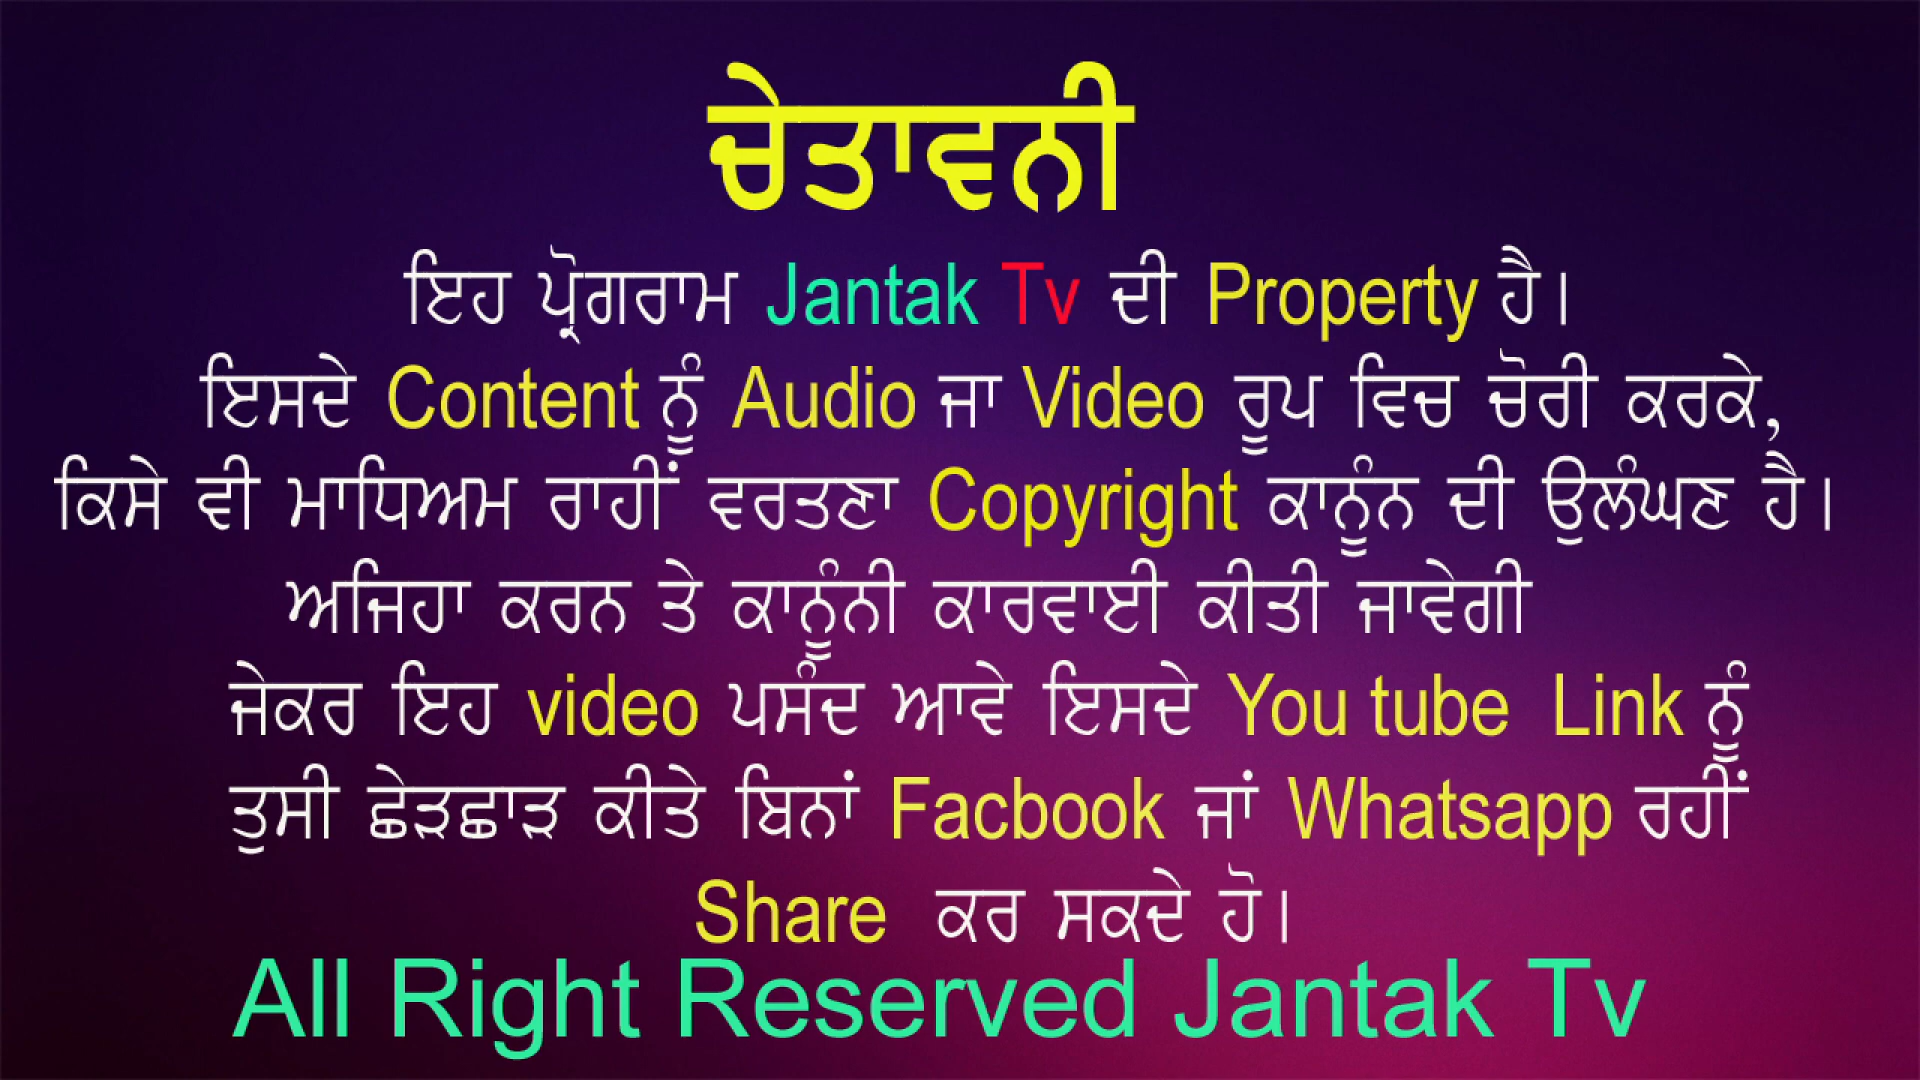 ਚੇਤਾਵਨੀ
ਇਹ ਪ੍ਰੋਗਰਾਮ Jantak Tv ਦੀ Property ਹੈ।
ਇਸਦੇ Content ਨੂੰ Audio ਜਾ Video ਰੂਪ ਵਿਚ ਚੋਰੀ ਕਰਕੇ,
ਕਿਸੇ ਵੀ ਮਾਧਿਅਮ ਰਾਹੀਂ ਵਰਤਣਾ Copyright ਕਾਨੂੰਨ ਦੀ ਉਲੰਘਣ ਹੈ।
ਅਜਿਹਾ ਕਰਨ ਤੇ ਕਾਨੂੰਨੀ ਕਾਰਵਾਈ ਕੀਤੀ ਜਾਵੇਗੀ
ਜੇਕਰ ਇਹ video ਪਸੰਦ ਆਵੇ ਇਸਦੇ You tube Link ਨੂੰ
ਤੁਸੀ ਛੇੜਛਾੜ ਕੀਤੇ ਬਿਨਾਂ Facbook ਜਾਂ Whatsapp ਰਹੀਂ
Share ਕਰ ਸਕਦੇ ਹੋ।
All Right Reserved Jantak Tv